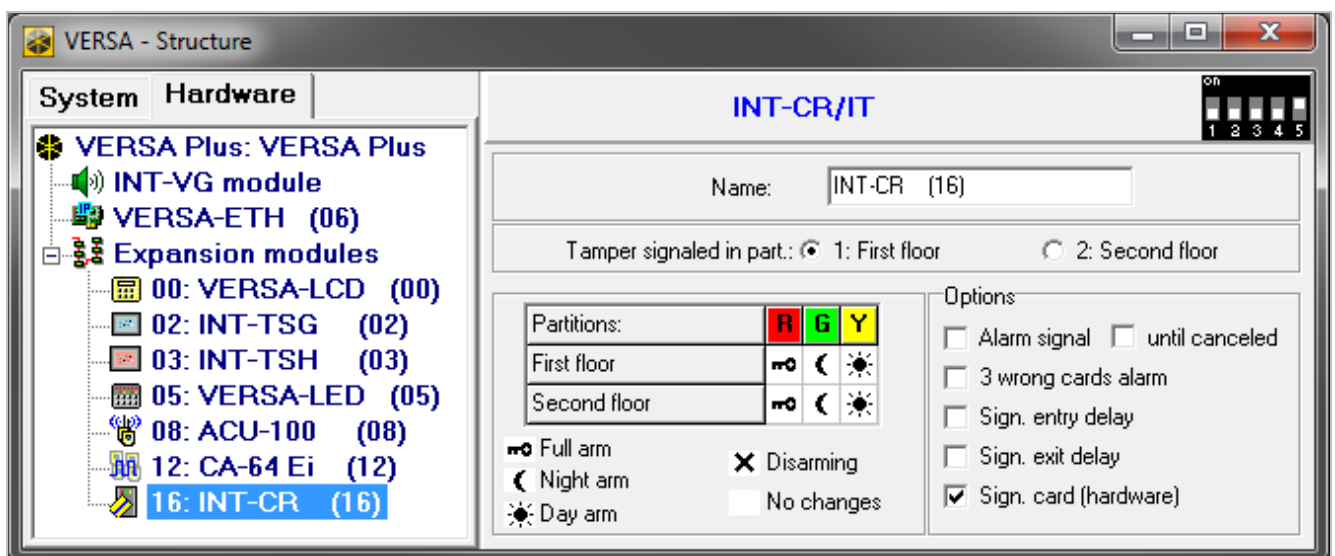 VERSA - Structure
System Hardware
VERSA Plus: VERSA Plus
INT-VG module
VERSA-ETH (06)
Expansion modules
00: VERSA-LCD (00)
02: INT-TSG (02)
03: INT-TSH (03)
05: VERSA-LED (05)
08: ACU-100 (08)
12: CA-64 Ei (12)
16: INT-CR (16)
INT-CR/IT
on
1 2 3 4 5
Name: INT-CR (16)
Tamper signaled in part.: 1: First floor 2: Second floor
Partitions: R G Y
First floor
Second floor
Full arm
Night arm
Day arm
Disarming
No changes
Options
Alarm signal until canceled
3 wrong cards alarm
Sign. entry delay
Sign. exit delay
Sign. card (hardware)